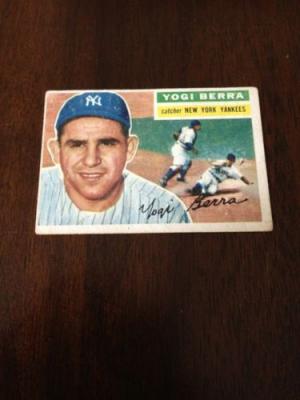 YOGI BERRA
catcher NEW YORK YANKEES
NY
Yogi Berra